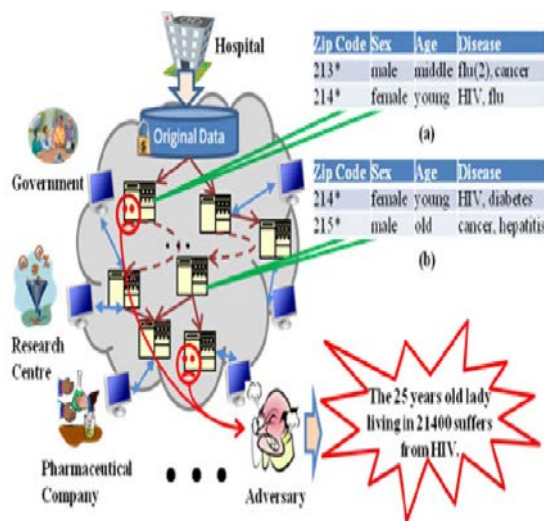 Hospital
Original Data
Government
Research
Centre
Pharmaceutical
Company
Adversary
Zip Code Sex Age Disease
213* male middle flu(2), cancer
214* female young HIV, flu
(a)
Zip Code Sex Age Disease
214* female young HIV, diabetes
215* male old cancer, hepatitis
(b)
The 25 years old lady
living in 21400 suffers
from HIV.